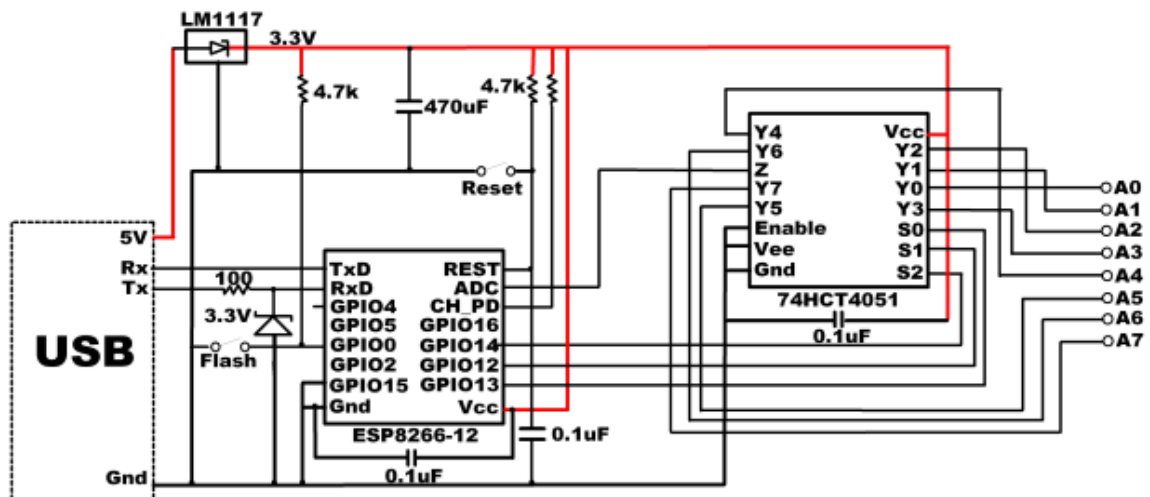 LM1117
3.3V
4.7k
470uF
4.7k
Reset
USB
5V
Rx
Tx
Gnd
100
3.3V
Flash
TxD
RxD
GPIO4
GPIO5
GPIO0
GPIO2
GPIO15
Gnd
REST
ADC
CH_PD
GPIO16
GPIO14
GPIO12
GPIO13
Vcc
ESP8266-12
0.1uF
0.1uF
Y4
Y6
Z
Y7
Y5
Enable
Vee
Gnd
Vcc
Y2
Y1
Y0
Y3
S0
S1
S2
74HCT4051
0.1uF
A0
A1
A2
A3
A4
A5
A6
A7